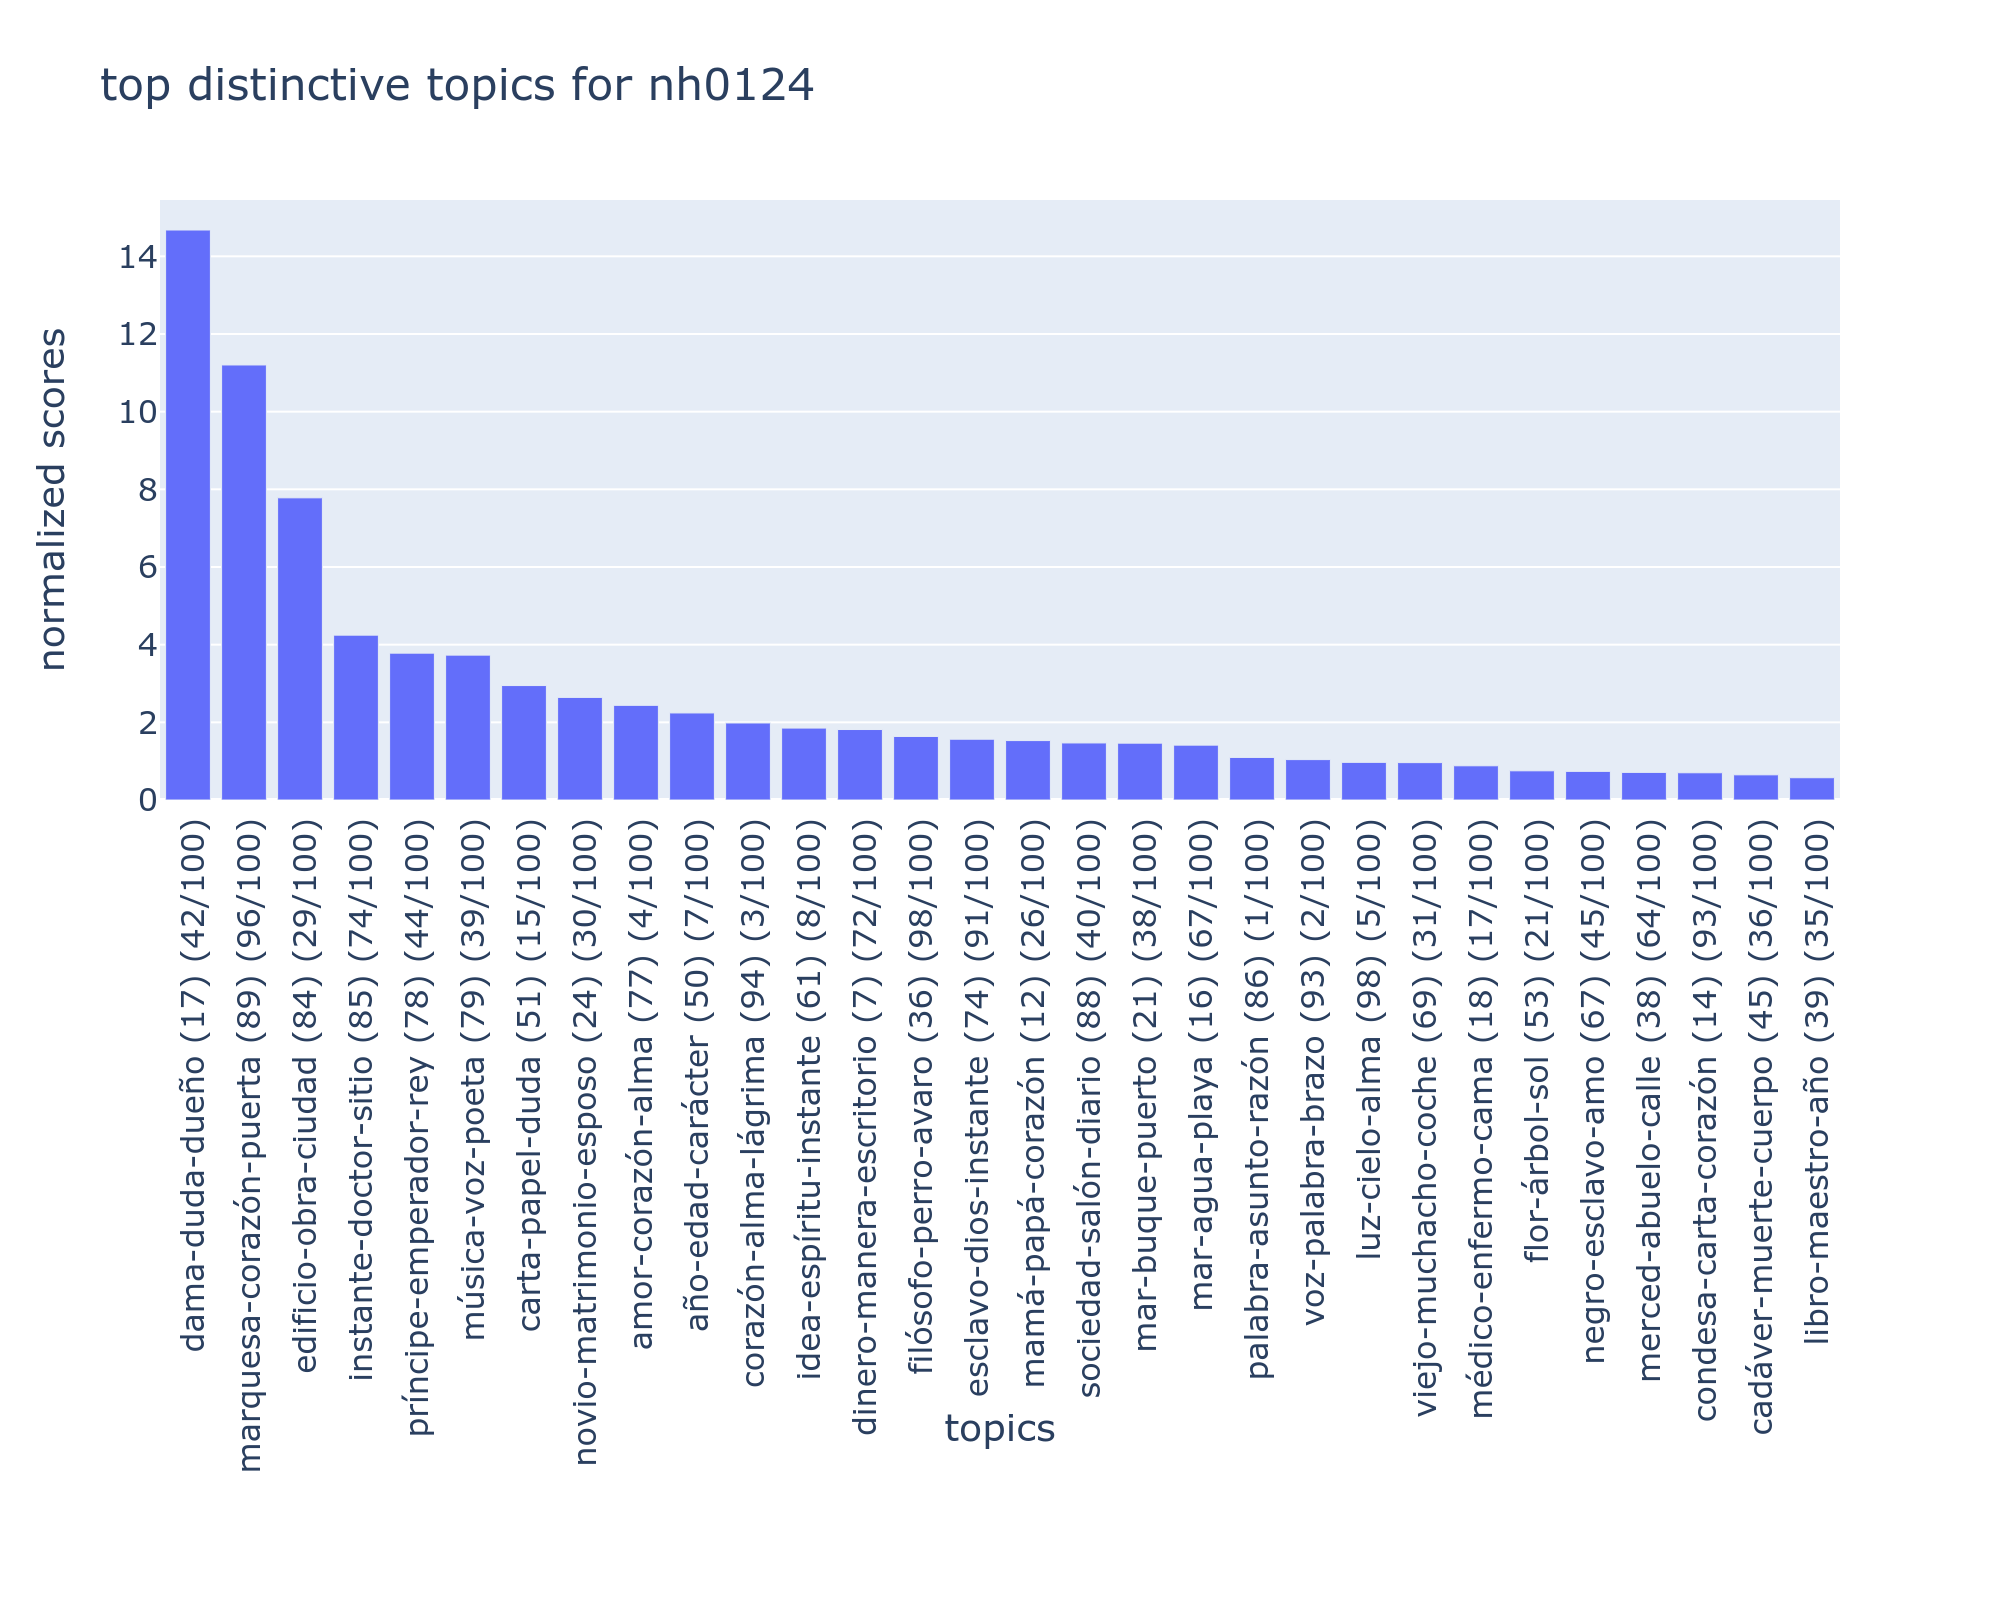 top distinctive topics for nh0124
normalized scores
14
12
10
8
6
4
2
0
dama-duda-dueño (17) (42/100)
marquesa-corazón-puerta (89) (96/100)
edificio-obra-ciudad (84) (29/100)
instante-doctor-sitio (85) (74/100)
príncipe-emperador-rey (78) (44/100)
música-voz-poeta (79) (39/100)
carta-papel-duda (51) (15/100)
novio-matrimonio-esposo (24) (30/100)
amor-corazón-alma (77) (4/100)
año-edad-carácter (50) (7/100)
corazón-alma-lágrima (94) (3/100)
idea-espíritu-instante (61) (8/100)
dinero-manera-escritorio (7) (72/100)
filósofo-perro-avaro (36) (98/100)
esclavo-dios-instante (74) (91/100)
mamá-papá-corazón (12) (26/100)
sociedad-salón-diario (88) (40/100)
mar-buque-puerto (21) (38/100)
mar-agua-playa (16) (67/100)
palabra-asunto-razón (86) (1/100)
voz-palabra-brazo (93) (2/100)
luz-cielo-alma (98) (5/100)
viejo-muchacho-coche (69) (31/100)
médico-enfermo-cama (18) (17/100)
flor-árbol-sol (53) (21/100)
negro-esclavo-amo (67) (45/100)
merced-abuelo-calle (38) (64/100)
condesa-carta-corazón (14) (93/100)
cadáver-muerte-cuerpo (45) (36/100)
libro-maestro-año (39) (35/100)
topics